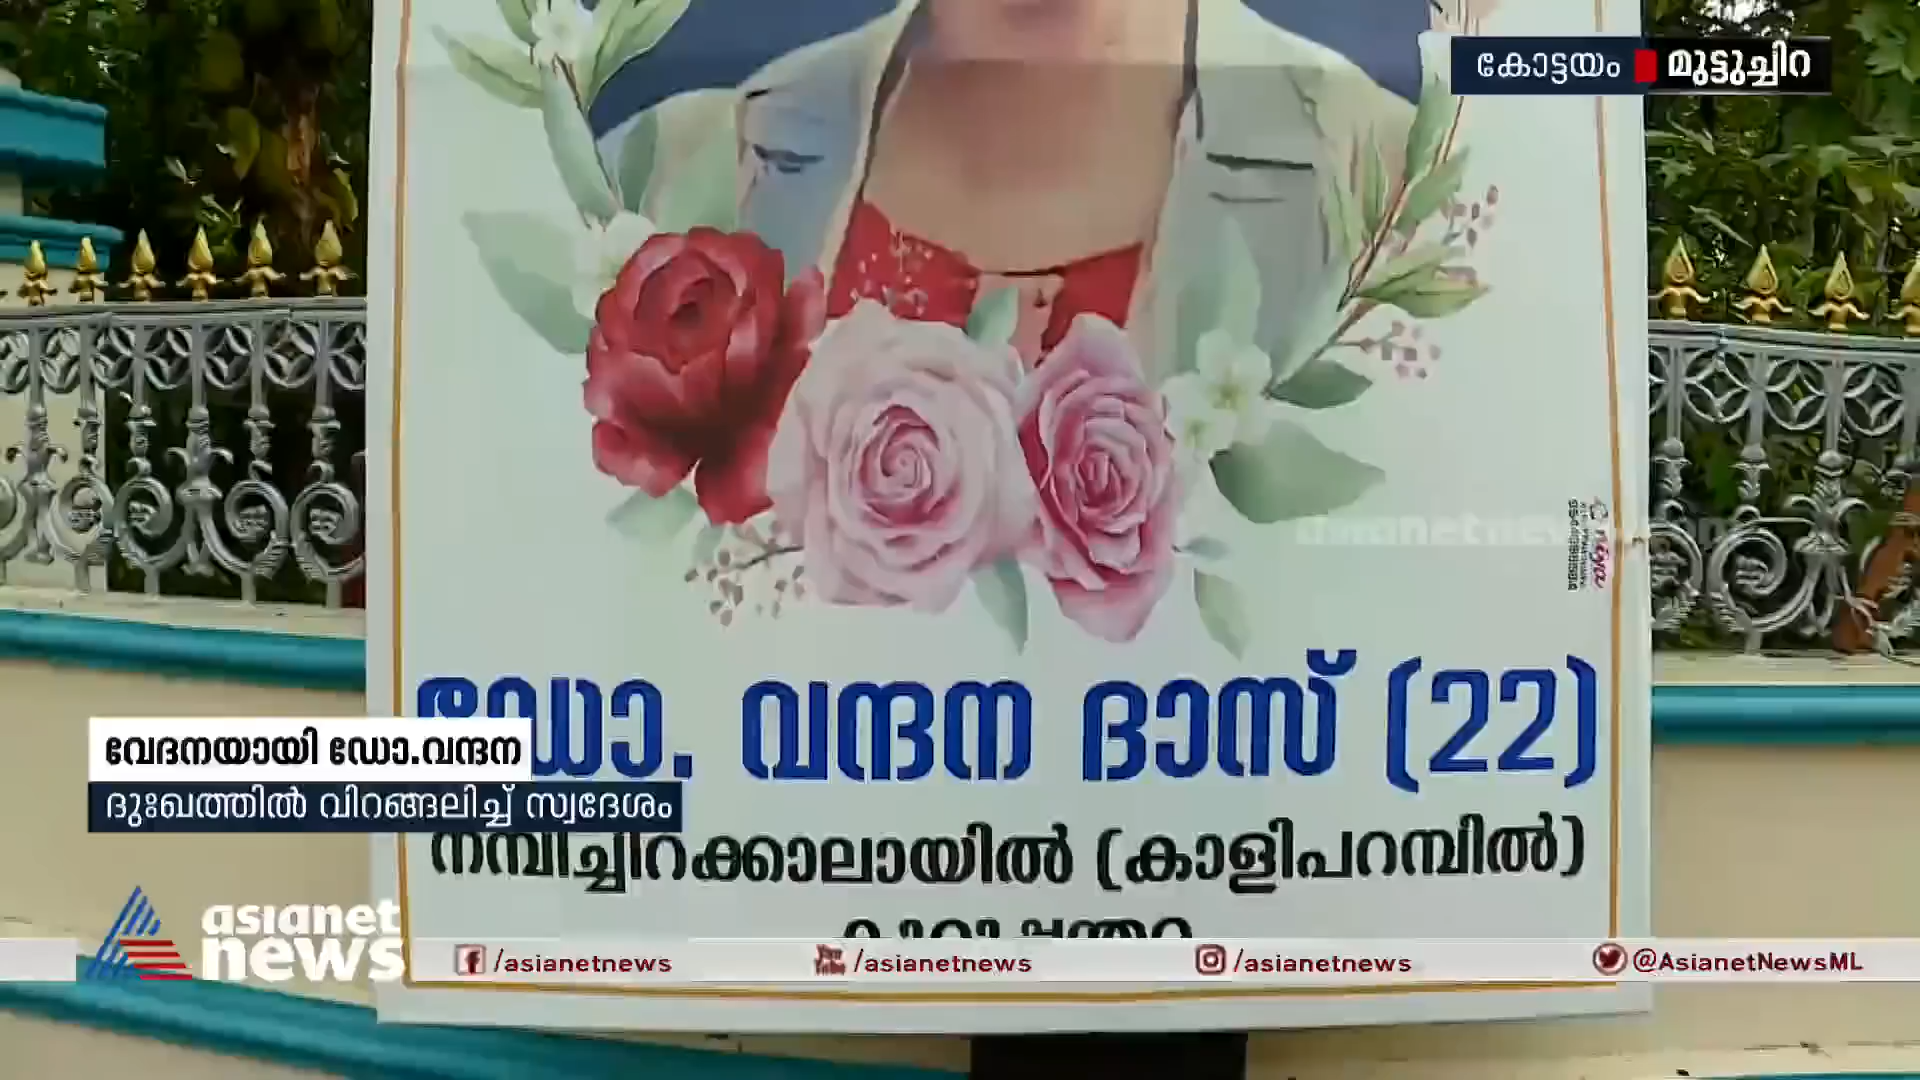 കോട്ടയം മുട്ടുച്ചിറ
ഡോ. വന്ദന ദാസ് (22)
വേദനയായി ഡോ.വന്ദന
ദുഃഖത്തിൽ വിറങ്ങലിച്ച് സ്വദേശം
നമ്പിച്ചിറക്കാലായിൽ (കാളിപറമ്പിൽ)
asianet
news
/asianetnews /asianetnews /asianetnews @AsianetNewsML